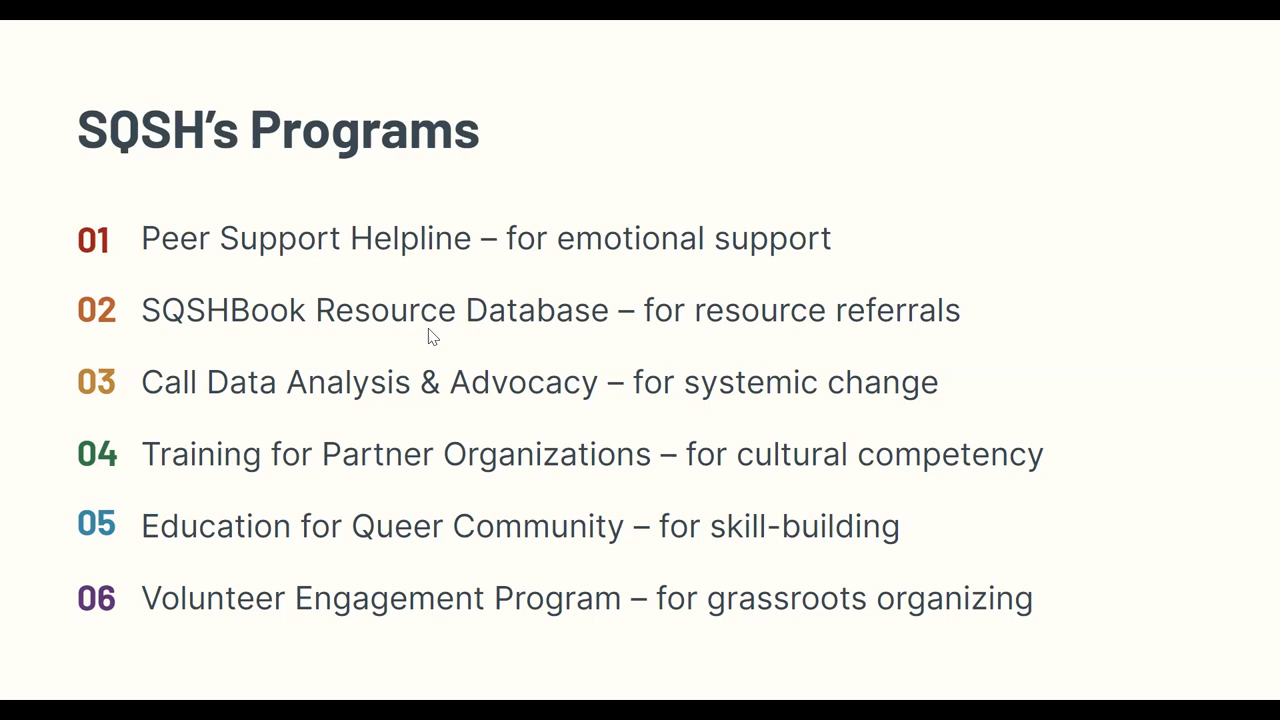 SQSH’s Programs
01 Peer Support Helpline – for emotional support
02 SQSHBook Resource Database – for resource referrals
03 Call Data Analysis & Advocacy – for systemic change
04 Training for Partner Organizations – for cultural competency
05 Education for Queer Community – for skill-building
06 Volunteer Engagement Program – for grassroots organizing